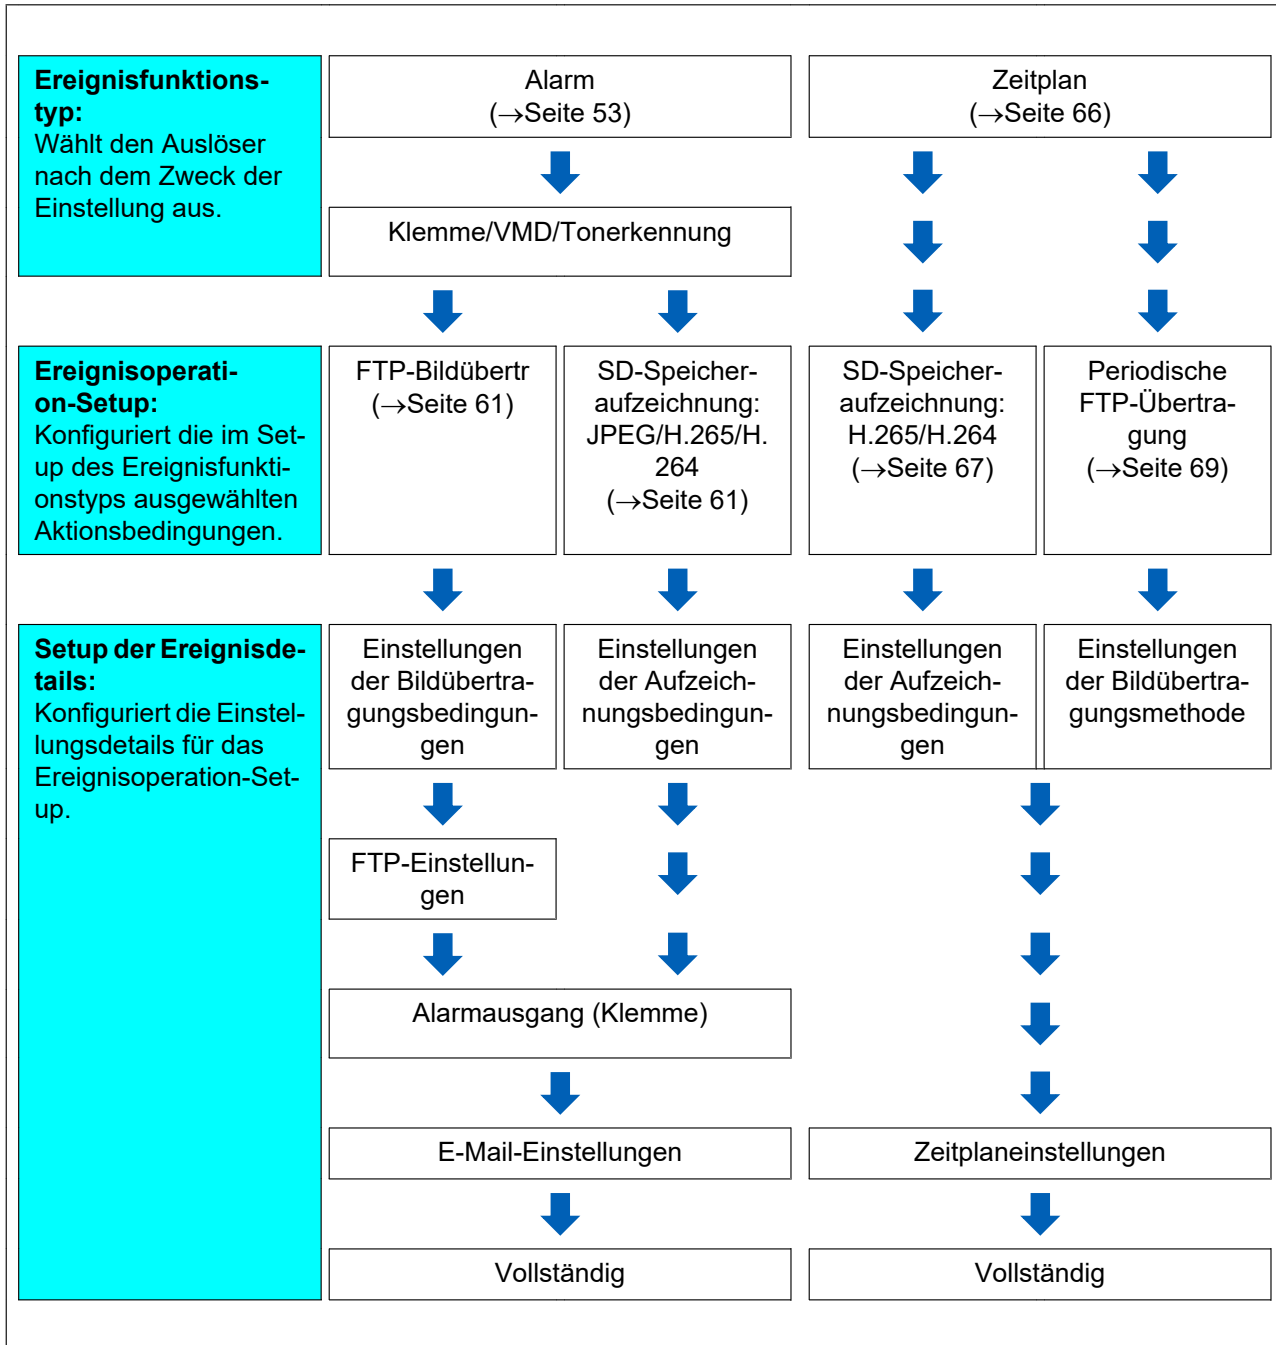 Ereignisfunktions-
typ:
Wählt den Auslöser
nach dem Zweck der
Einstellung aus.
Alarm
(→Seite 53)
Zeitplan
(→Seite 66)
Klemme/VMD/Tonerkennung
Ereignisoperati-
on-Setup:
Konfiguriert die im Set-
up des Ereignisfunkti-
onstyps ausgewählten
Aktionsbedingungen.
FTP-Bildübertr
(→Seite 61)
SD-Speicher-
aufzeichnung:
JPEG/H.265/H.
264
(→Seite 61)
SD-Speicher-
aufzeichnung:
H.265/H.264
(→Seite 67)
Periodische
FTP-Übertra-
gung
(→Seite 69)
Setup der Ereignisde-
tails:
Konfiguriert die Einstel-
lungsdetails für das
Ereignisoperation-Set-
up.
Einstellungen
der Bildübertra-
gungsbedingun-
gen
Einstellungen
der Aufzeich-
nungsbedingun-
gen
Einstellungen
der Aufzeich-
nungsbedingun-
gen
Einstellungen
der Bildübertra-
gungsmethode
FTP-Einstellun-
gen
Alarmausgang (Klemme)
E-Mail-Einstellungen
Zeitplaneinstellungen
Vollständig
Vollständig